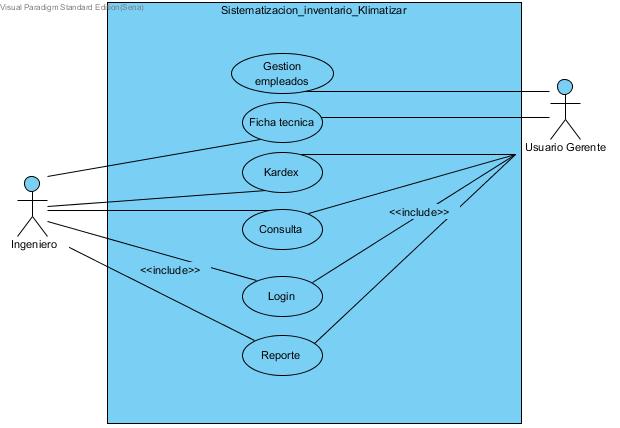 Visual Paradigm Standard Edition(Sena)
Sistematizacion_inventario_Klimatizar
Gestion
empleados
Ficha tecnica
Usuario Gerente
Kardex
<<include>>
Consulta
Ingeniero
<<include>>
Login
Reporte